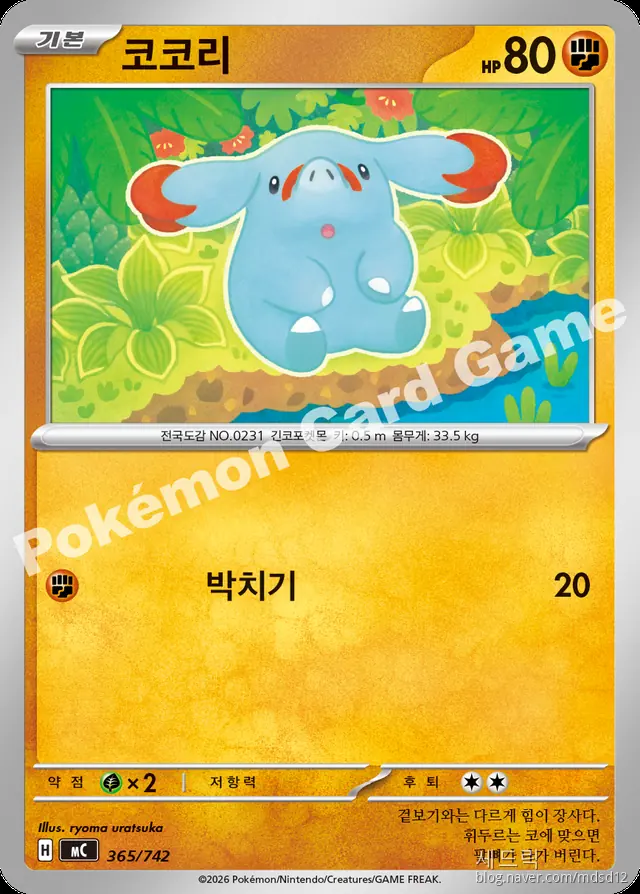 기본 코코리 HP 80
전국도감 NO.0231 긴코포켓몬 키: 0.5 m 몸무게: 33.5 kg
Pokémon Card Game
박치기 20
약점 ×2 저항력 후퇴
Illus. ryoma uratsuka
H mC 365/742
겉보기와는 다르게 힘이 장사다.
휘두르는 코에 맞으면
버린다.
blog.naver.com/mdsd12
©2026 Pokémon/Nintendo/Creatures/GAME FREAK.